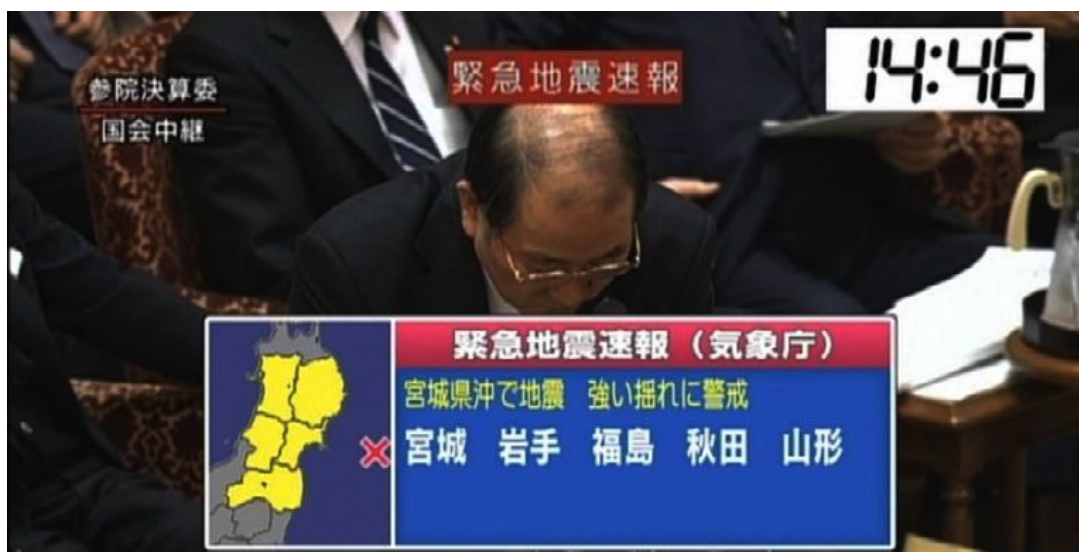 参院決算委
国会中継
緊急地震速報
14:46
緊急地震速報(気象庁)
宮城県沖で地震 強い揺れに警戒
宮城 岩手 福島 秋田 山形